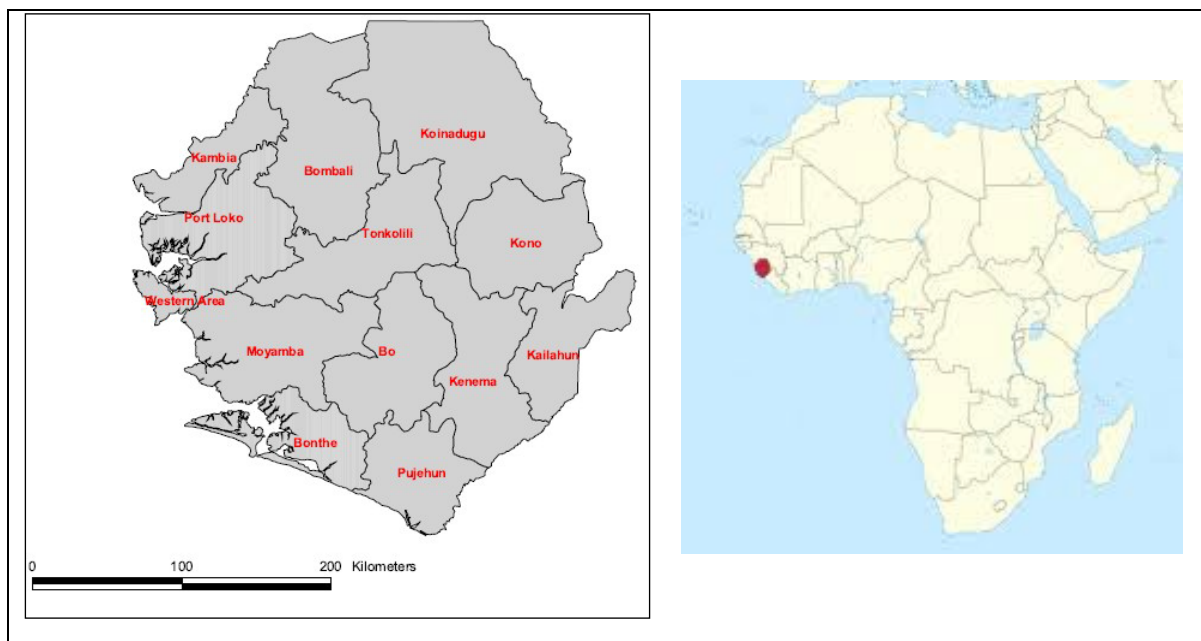 Koinadugu
Kambia
Bombali
Port Loko
Tonkolili
Kono
Western Area
Moyamba
Bo
Kailahun
Kenema
Bonthe
Pujehun
0 100 200 Kilometers